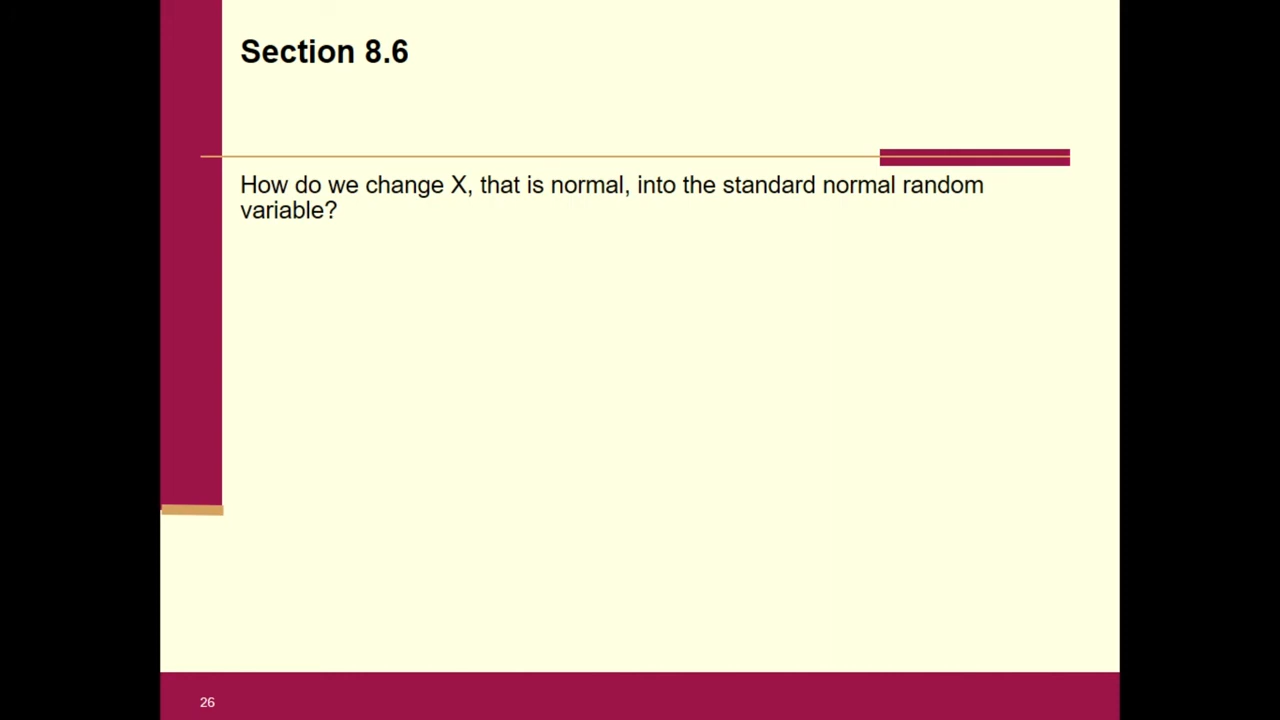 Section 8.6
How do we change X, that is normal, into the standard normal random
variable?
26